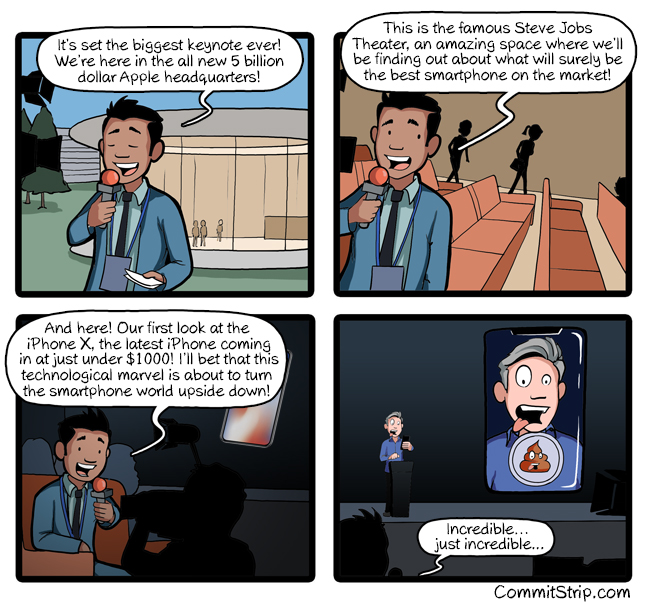 It's set the biggest keynote ever!
We're here in the all new 5 billion
dollar Apple headquarters!
This is the famous Steve Jobs
Theater, an amazing space where we'll
be finding out about what will surely be
the best smartphone on the market!
And here! Our first look at the
iPhone X, the latest iPhone coming
in at just under $1000! I'll bet that this
technological marvel is about to turn
the smartphone world upside down!
Incredible...
just incredible...
CommitStrip.com